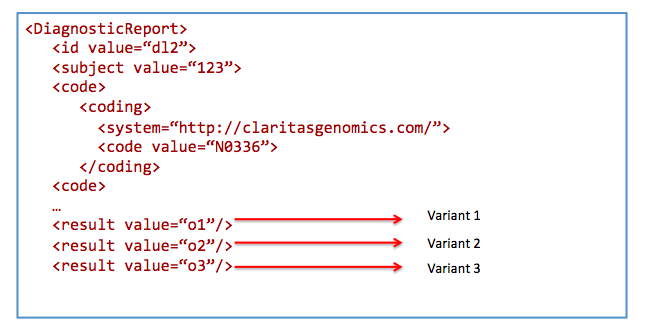 <DiagnosticReport>
<id value=“dl2”>
<subject value=“123”>
<code>
<coding>
<system=“http://claritasgenomics.com/”>
<code value=“N0336”>
</coding>
<code>
…
<result value=“o1”/> Variant 1
<result value=“o2”/> Variant 2
<result value=“o3”/> Variant 3